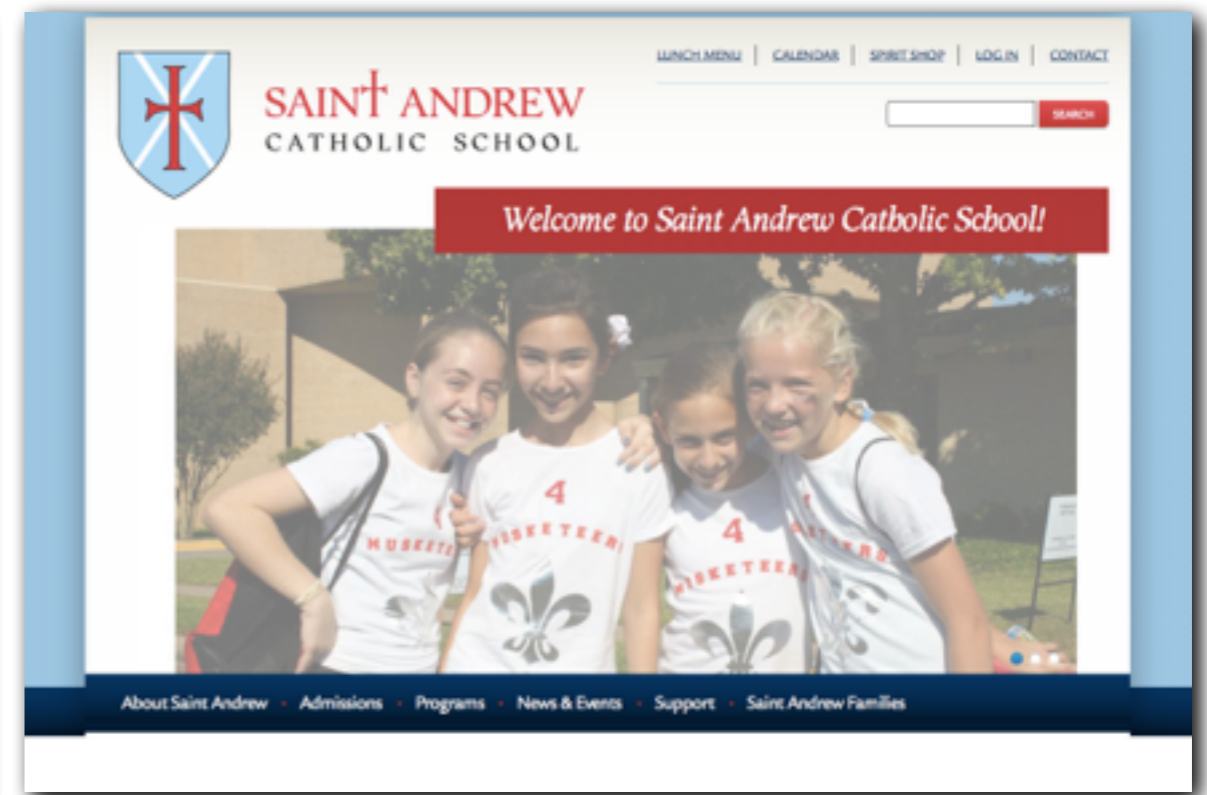 LUNCH MENU | CALENDAR | SPIRIT SHOP | LOG IN | CONTACT
SAINT ANDREW
CATHOLIC SCHOOL
SEARCH
Welcome to Saint Andrew Catholic School!
4
MUSKETEERS
4
MUSKETEERS
About Saint Andrew • Admissions • Programs • News & Events • Support • Saint Andrew Families